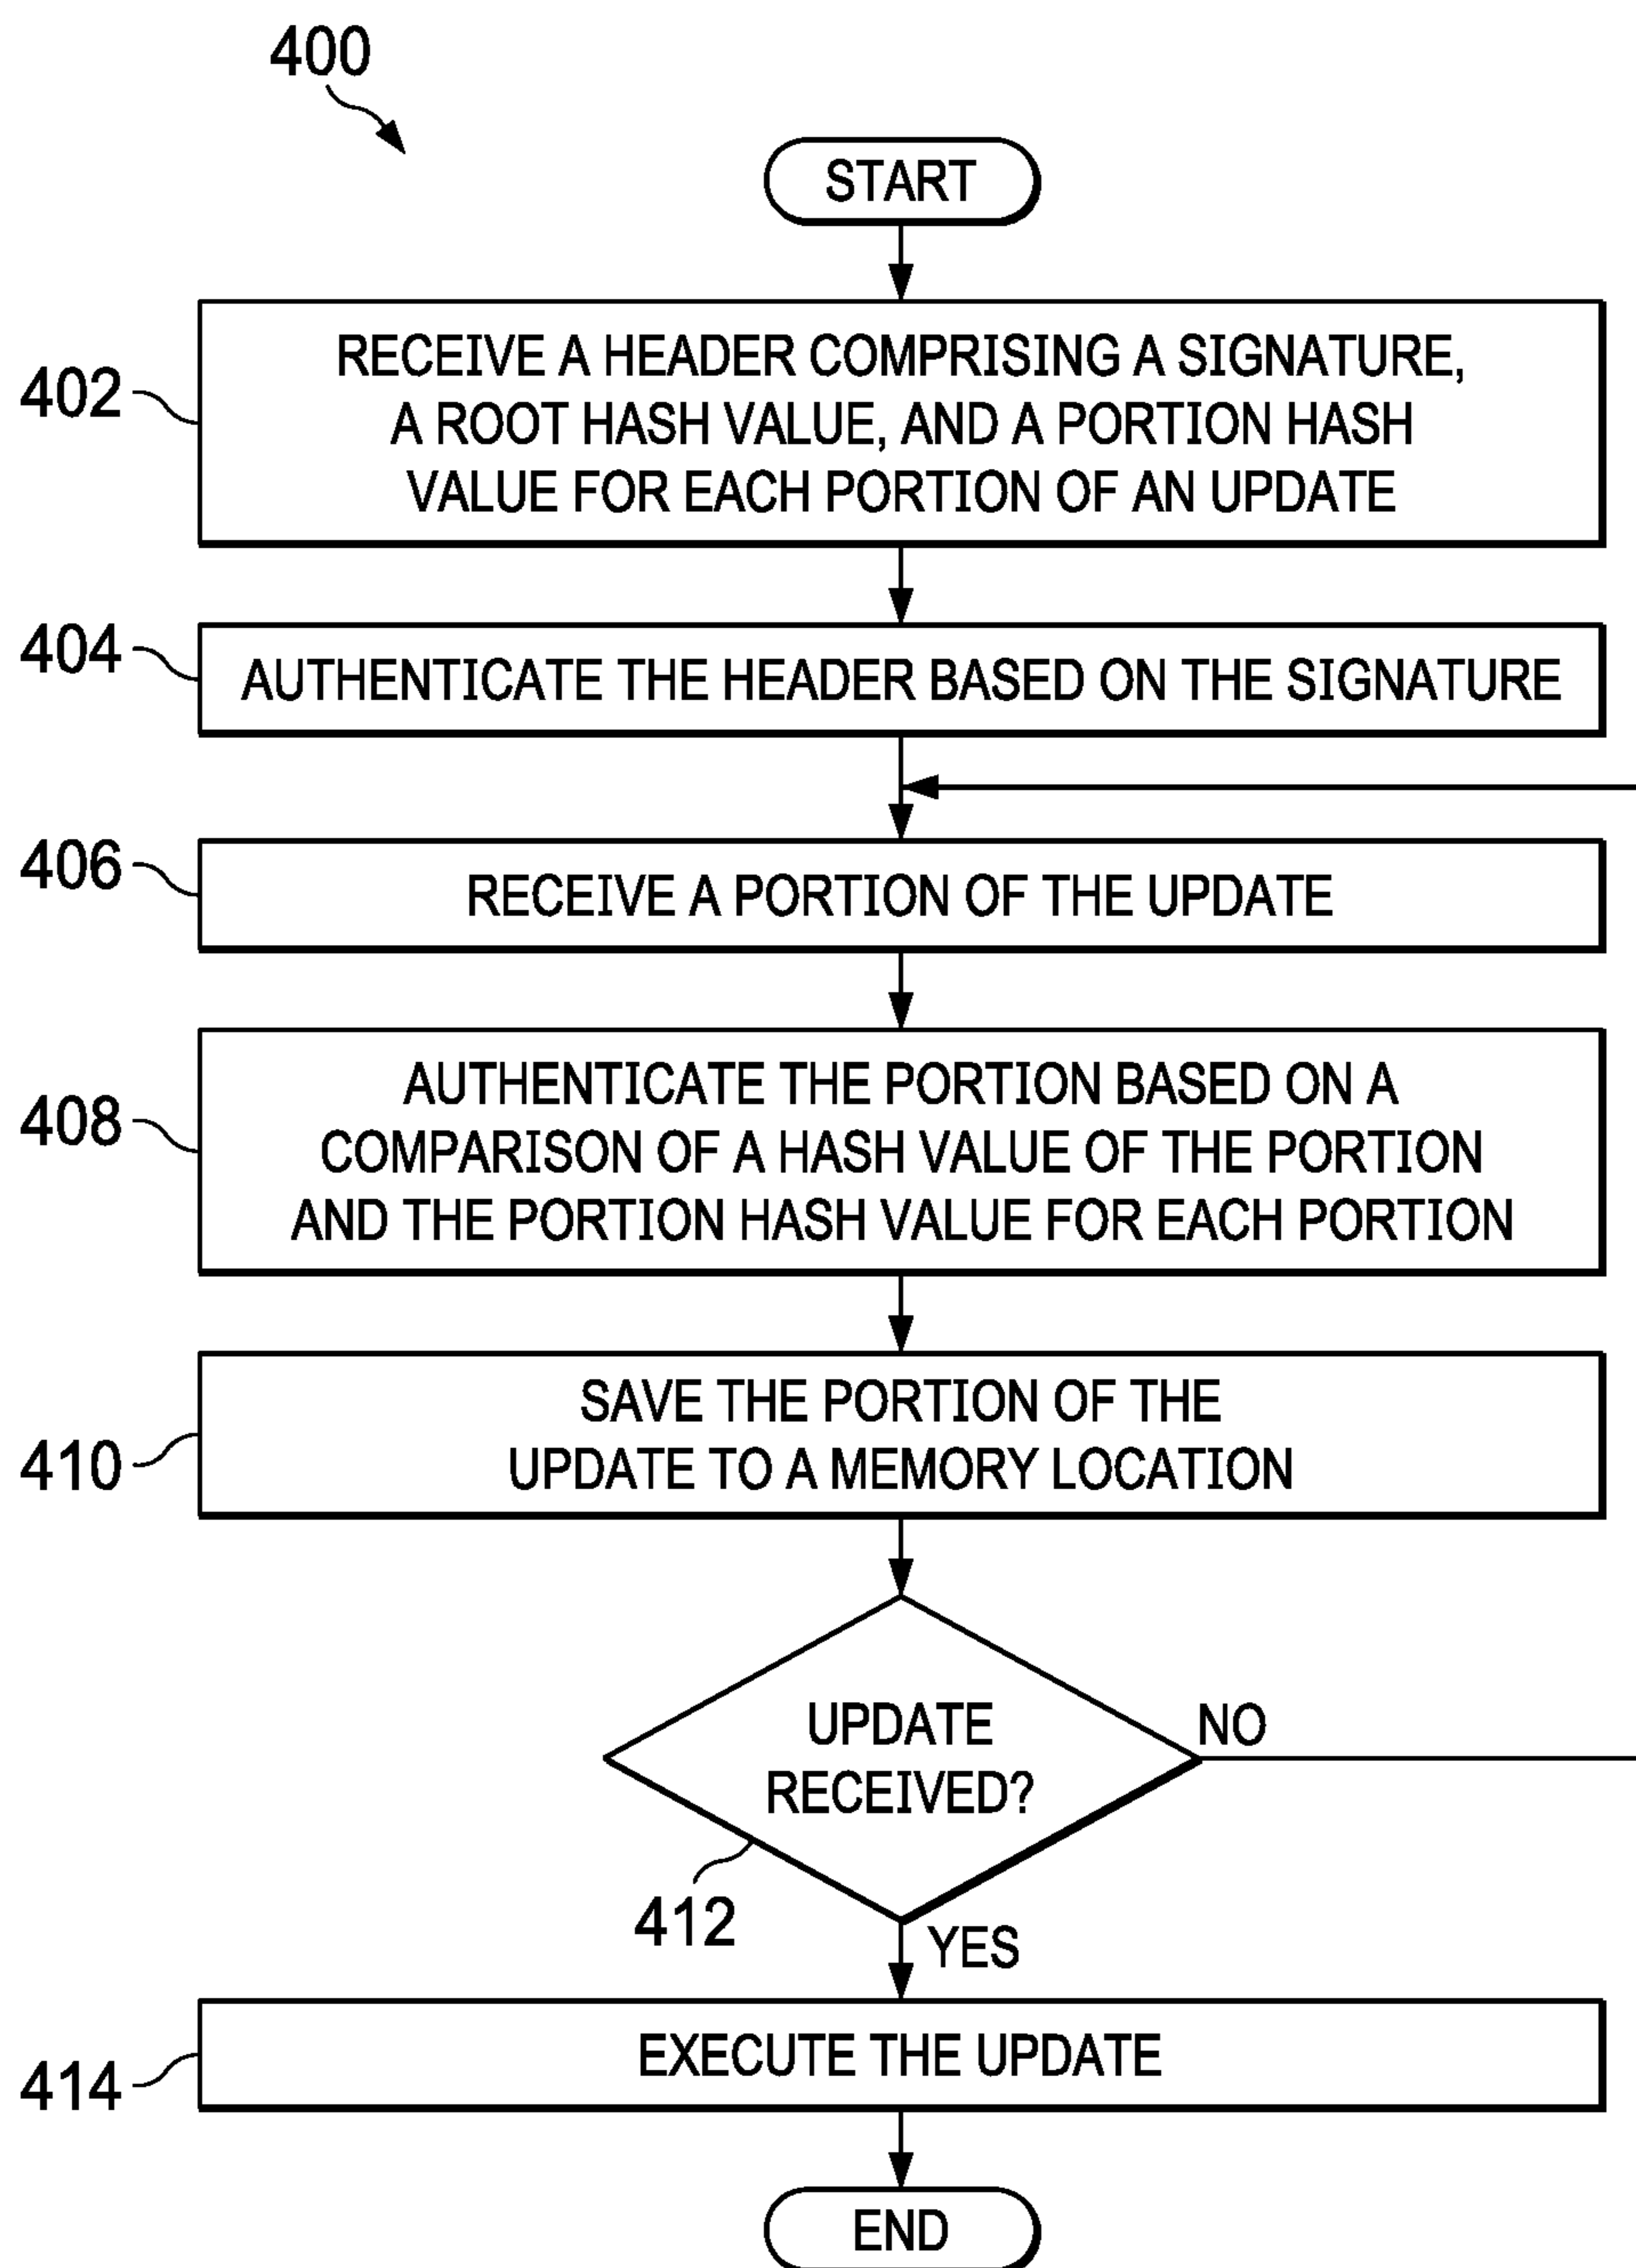 400
START
402
RECEIVE A HEADER COMPRISING A SIGNATURE,
A ROOT HASH VALUE, AND A PORTION HASH
VALUE FOR EACH PORTION OF AN UPDATE
404
AUTHENTICATE THE HEADER BASED ON THE SIGNATURE
406
RECEIVE A PORTION OF THE UPDATE
408
AUTHENTICATE THE PORTION BASED ON A
COMPARISON OF A HASH VALUE OF THE PORTION
AND THE PORTION HASH VALUE FOR EACH PORTION
410
SAVE THE PORTION OF THE
UPDATE TO A MEMORY LOCATION
UPDATE
RECEIVED?
NO
412
YES
414
EXECUTE THE UPDATE
END